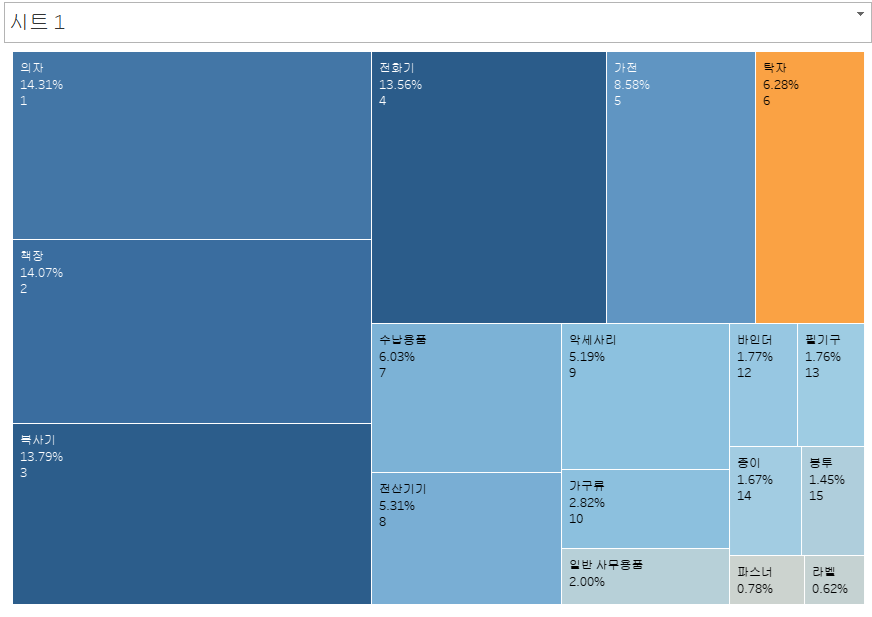 시트 1
의자
14.31%
1
책장
14.07%
2
복사기
13.79%
3
전화기
13.56%
4
가전
8.58%
5
탁자
6.28%
6
수납용품
6.03%
7
전산기기
5.31%
8
악세사리
5.19%
9
가구류
2.82%
10
일반 사무용품
2.00%
바인더
1.77%
12
필기구
1.76%
13
종이
1.67%
14
봉투
1.45%
15
파스너
0.78%
라벨
0.62%